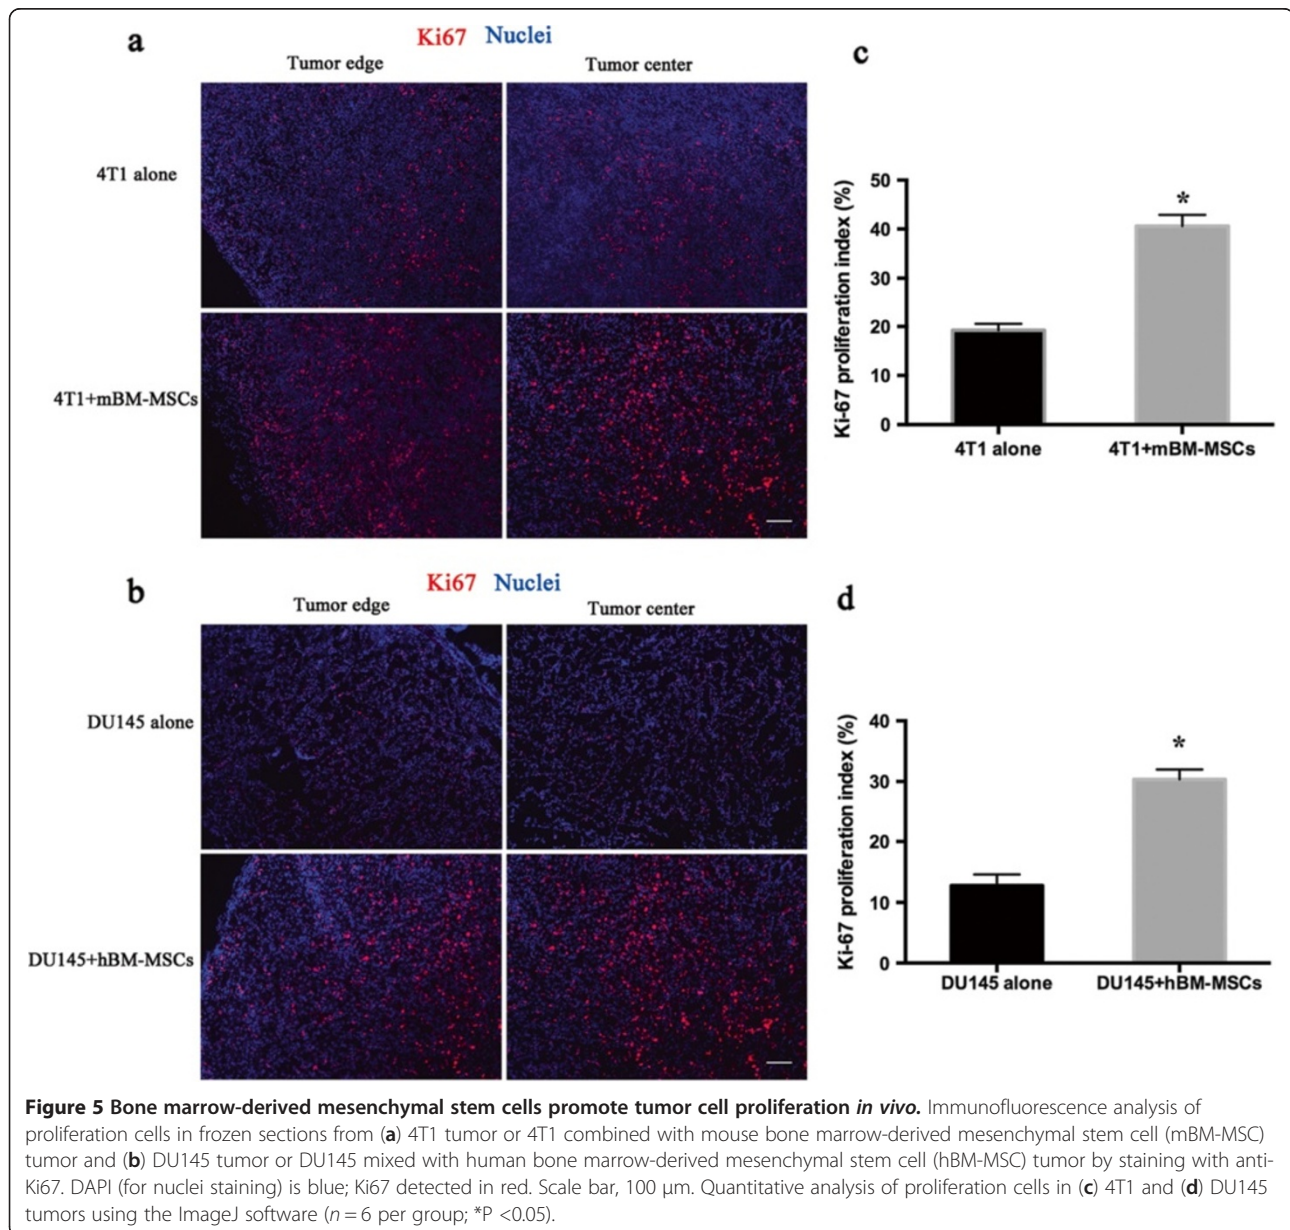 a
Ki67 Nuclei
Tumor edge
Tumor center
4T1 alone
4T1+mBM-MSCs
c
Ki-67 proliferation index (%)
50
40
30
20
10
0
*
4T1 alone
4T1+mBM-MSCs
b
Ki67 Nuclei
Tumor edge
Tumor center
DU145 alone
DU145+hBM-MSCs
d
Ki-67 proliferation index (%)
40
30
20
10
0
*
DU145 alone
DU145+hBM-MSCs
Figure 5 Bone marrow-derived mesenchymal stem cells promote tumor cell proliferation in vivo. Immunofluorescence analysis of
proliferation cells in frozen sections from (a) 4T1 tumor or 4T1 combined with mouse bone marrow-derived mesenchymal stem cell (mBM-MSC)
tumor and (b) DU145 tumor or DU145 mixed with human bone marrow-derived mesenchymal stem cell (hBM-MSC) tumor by staining with anti-
Ki67. DAPI (for nuclei staining) is blue; Ki67 detected in red. Scale bar, 100 μm. Quantitative analysis of proliferation cells in (c) 4T1 and (d) DU145
tumors using the ImageJ software (n = 6 per group; *P <0.05).